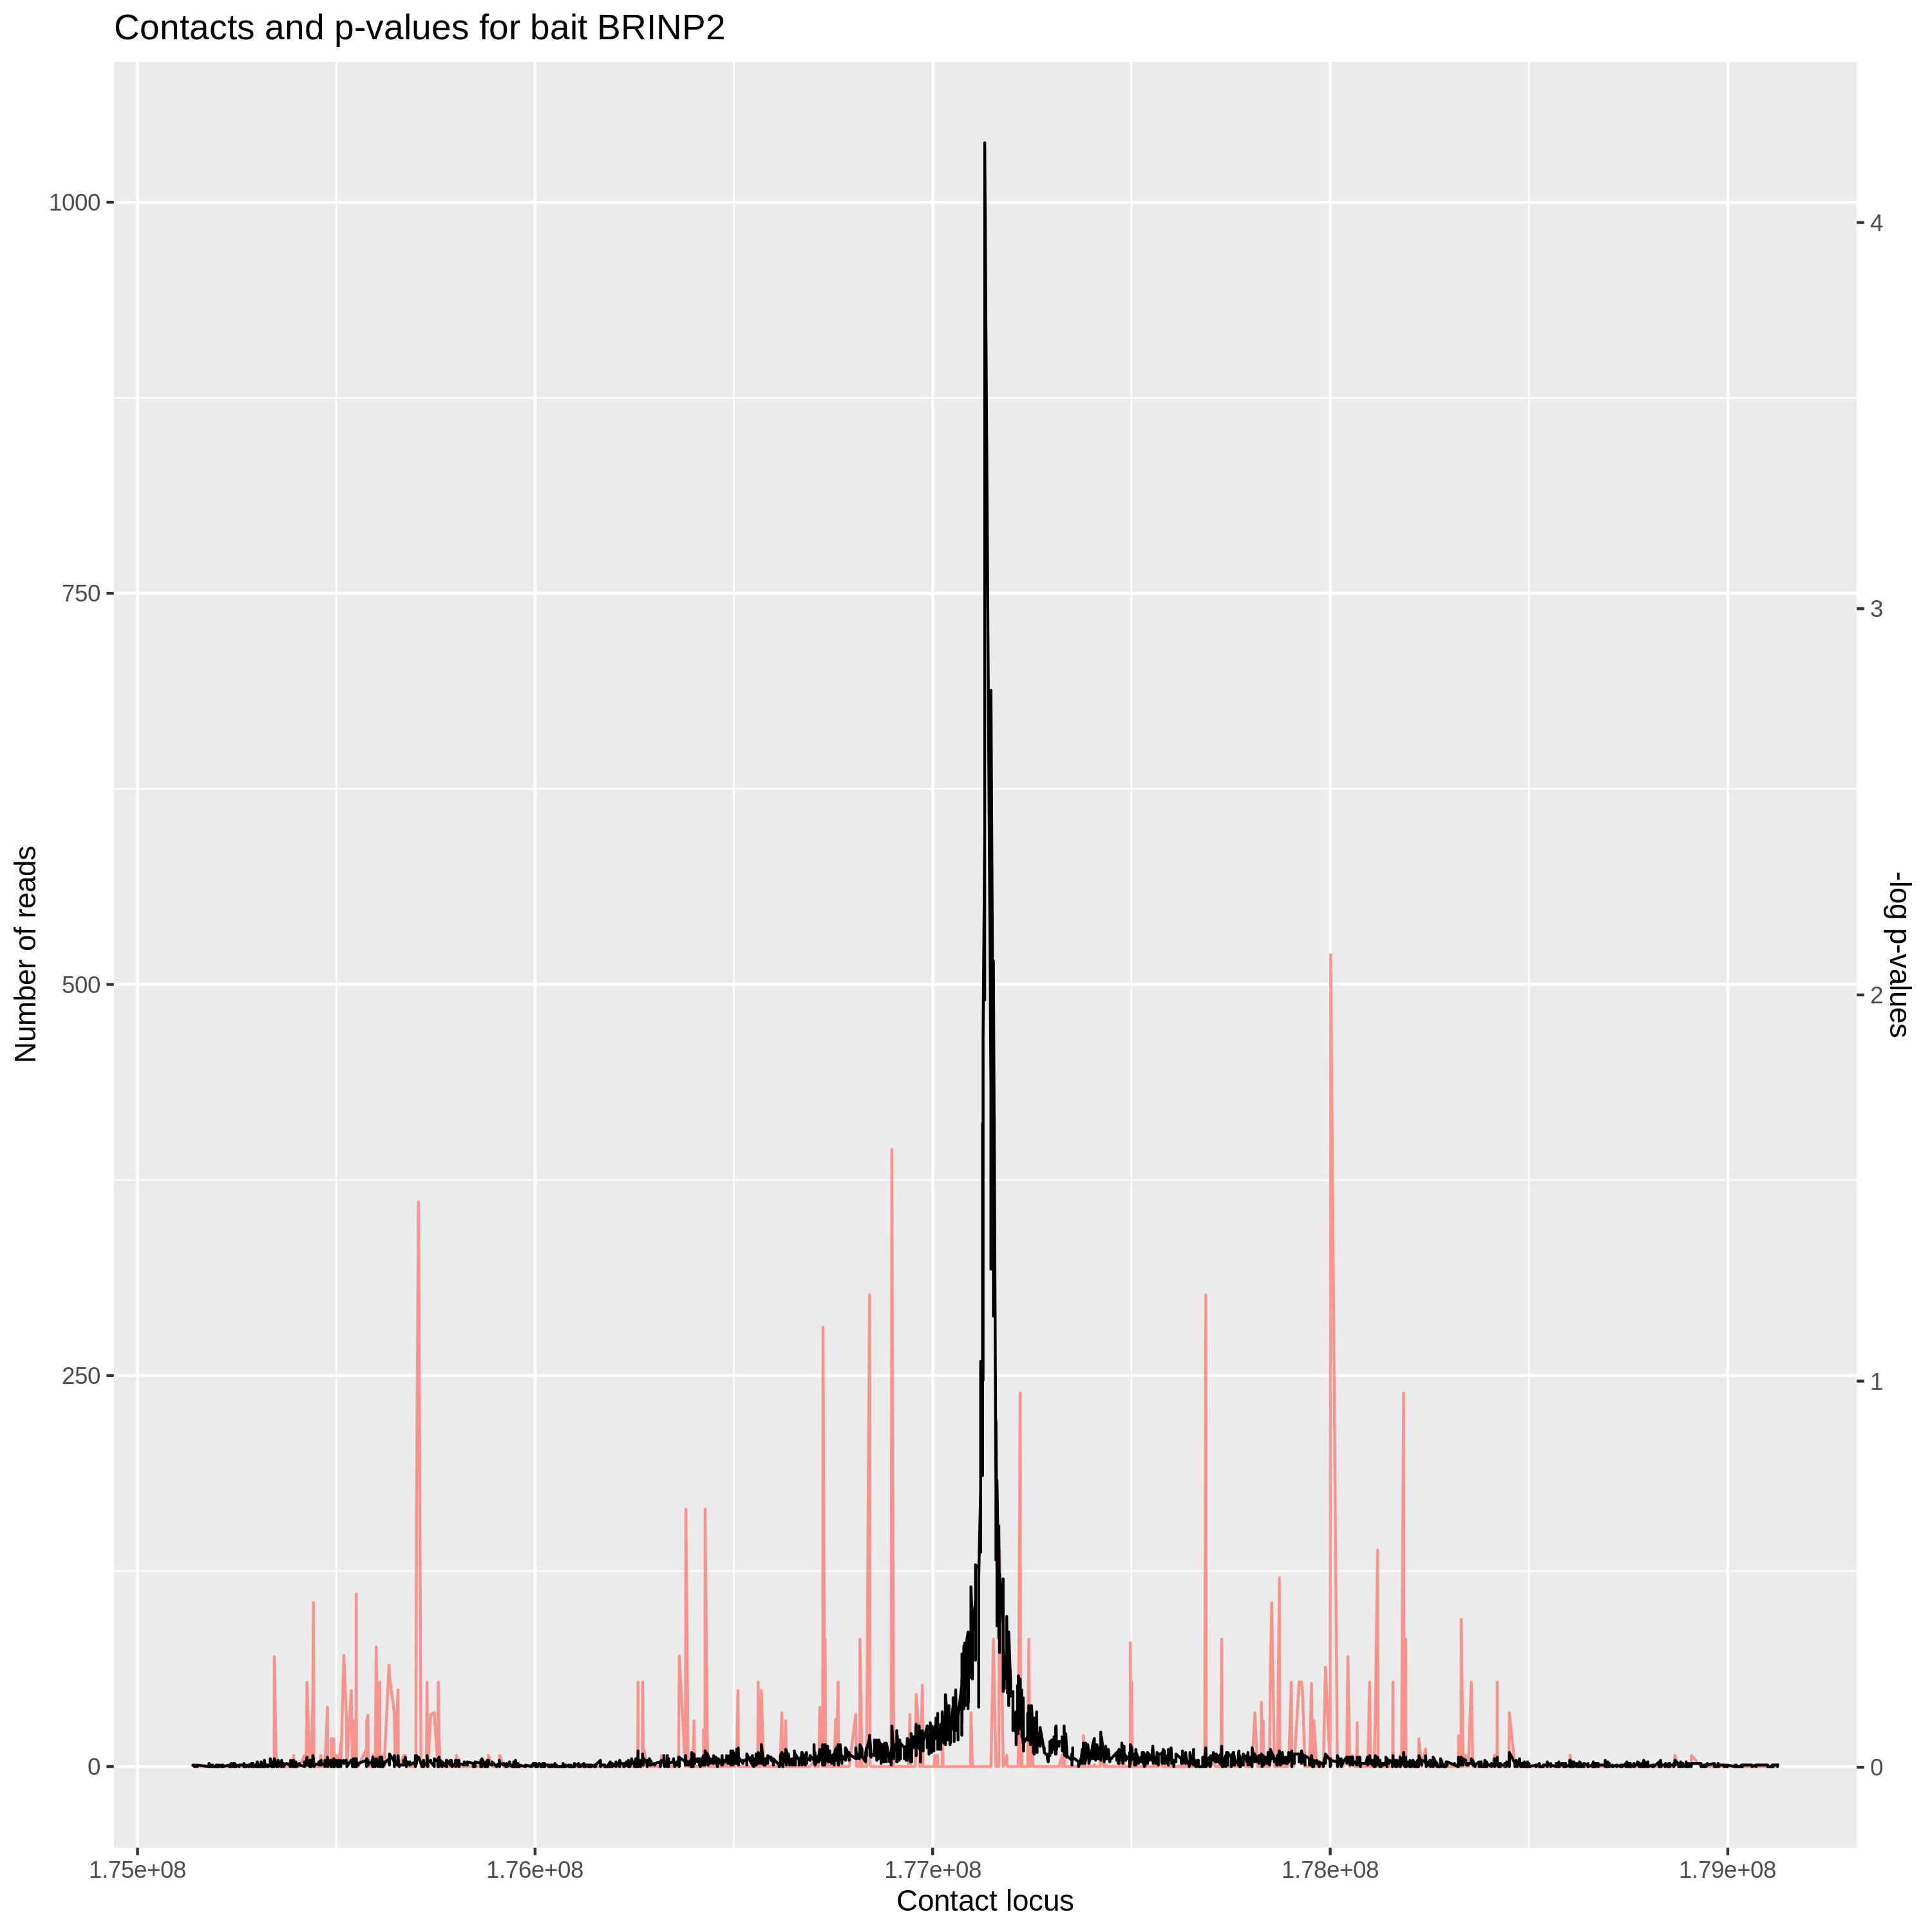 Contacts and p-values for bait BRINP2
1000
750
500
250
0
Number of reads
4
3
2
1
0
-log p-values
1.75e+08
1.76e+08
1.77e+08
1.78e+08
1.79e+08
Contact locus